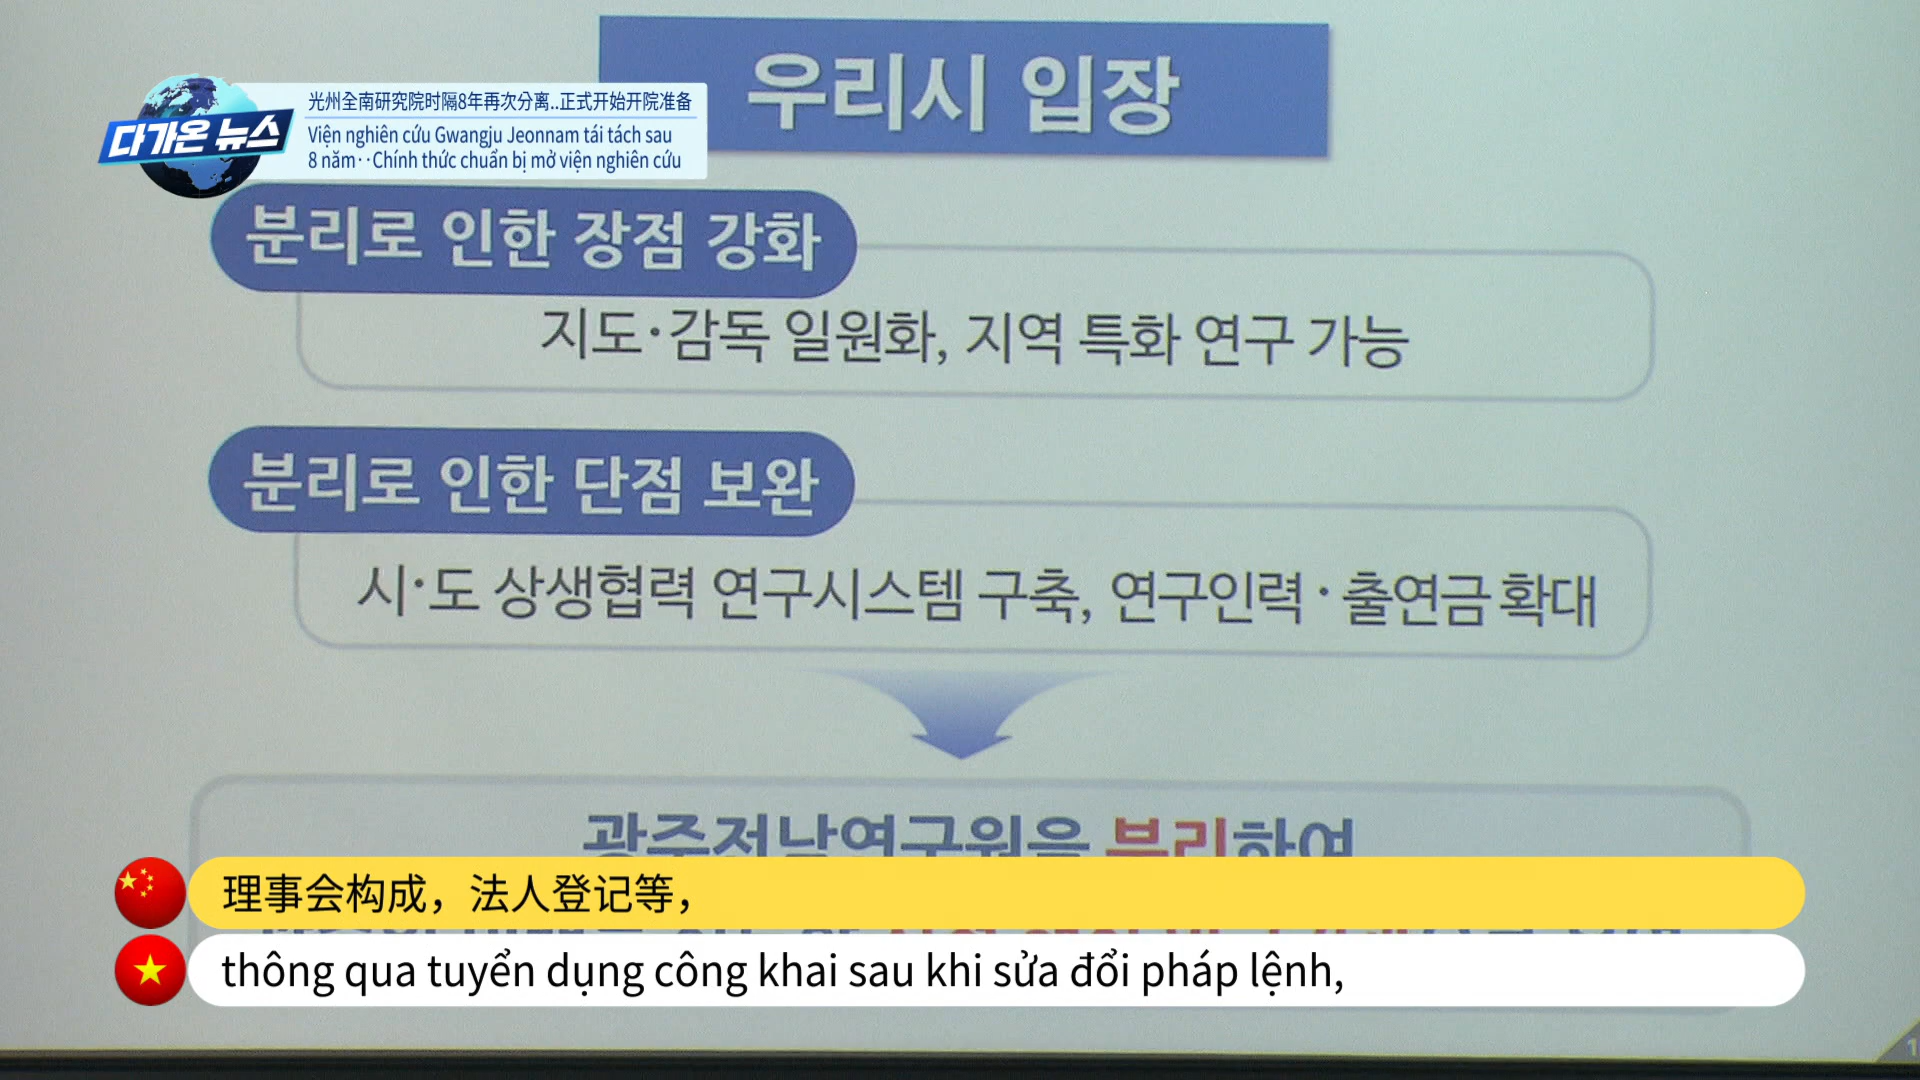 우리시 입장
光州全南研究院时隔8年再次分离..正式开始开院准备
다가온 뉴스
Viện nghiên cứu Gwangju Jeonnam tái tách sau
8 năm··Chính thức chuẩn bị mở viện nghiên cứu
분리로 인한 장점 강화
지도·감독 일원화, 지역 특화 연구 가능
분리로 인한 단점 보완
시·도 상생협력 연구시스템 구축, 연구인력·출연금 확대
광주전남연구원을 분리하여
理事会构成，法人登记等，
thông qua tuyển dụng công khai sau khi sửa đổi pháp lệnh,